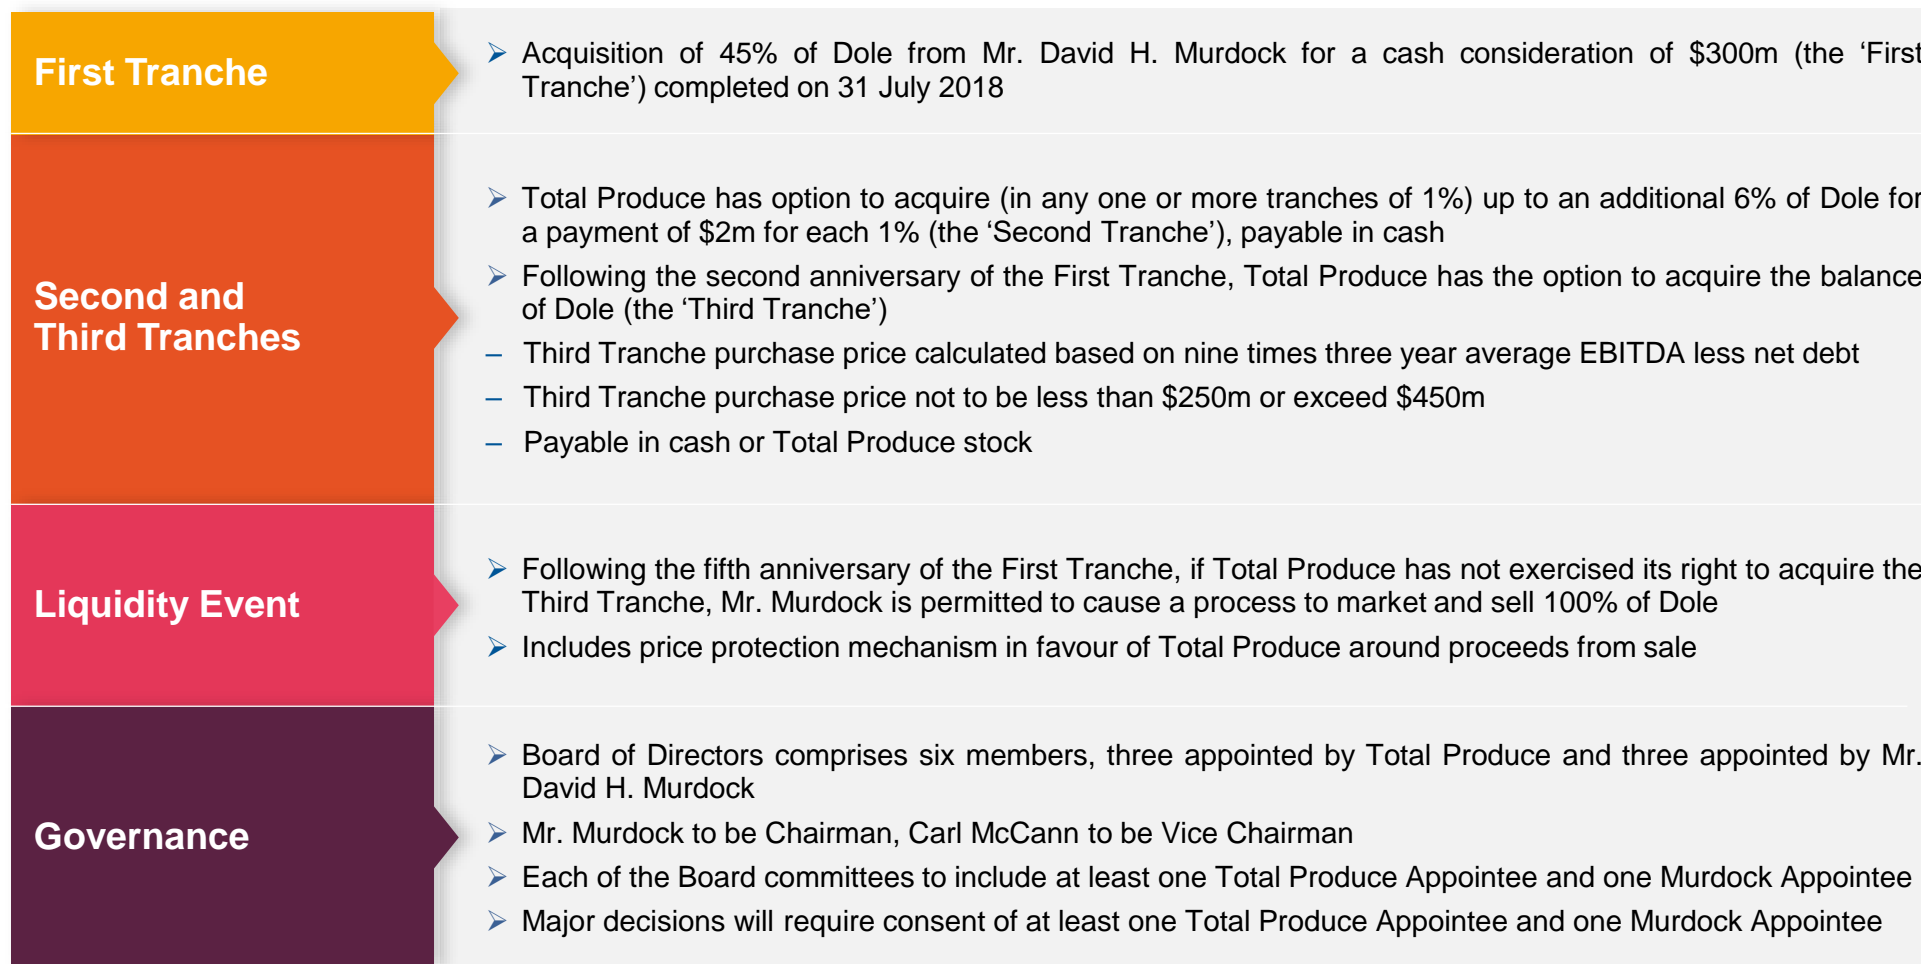 First Tranche
➢ Acquisition of 45% of Dole from Mr. David H. Murdock for a cash consideration of $300m (the ‘First
Tranche’) completed on 31 July 2018
Second and
Third Tranches
➢ Total Produce has option to acquire (in any one or more tranches of 1%) up to an additional 6% of Dole for
a payment of $2m for each 1% (the ‘Second Tranche’), payable in cash
➢ Following the second anniversary of the First Tranche, Total Produce has the option to acquire the balance
of Dole (the ‘Third Tranche’)
– Third Tranche purchase price calculated based on nine times three year average EBITDA less net debt
– Third Tranche purchase price not to be less than $250m or exceed $450m
– Payable in cash or Total Produce stock
Liquidity Event
➢ Following the fifth anniversary of the First Tranche, if Total Produce has not exercised its right to acquire the
Third Tranche, Mr. Murdock is permitted to cause a process to market and sell 100% of Dole
➢ Includes price protection mechanism in favour of Total Produce around proceeds from sale
Governance
➢ Board of Directors comprises six members, three appointed by Total Produce and three appointed by Mr.
David H. Murdock
➢ Mr. Murdock to be Chairman, Carl McCann to be Vice Chairman
➢ Each of the Board committees to include at least one Total Produce Appointee and one Murdock Appointee
➢ Major decisions will require consent of at least one Total Produce Appointee and one Murdock Appointee